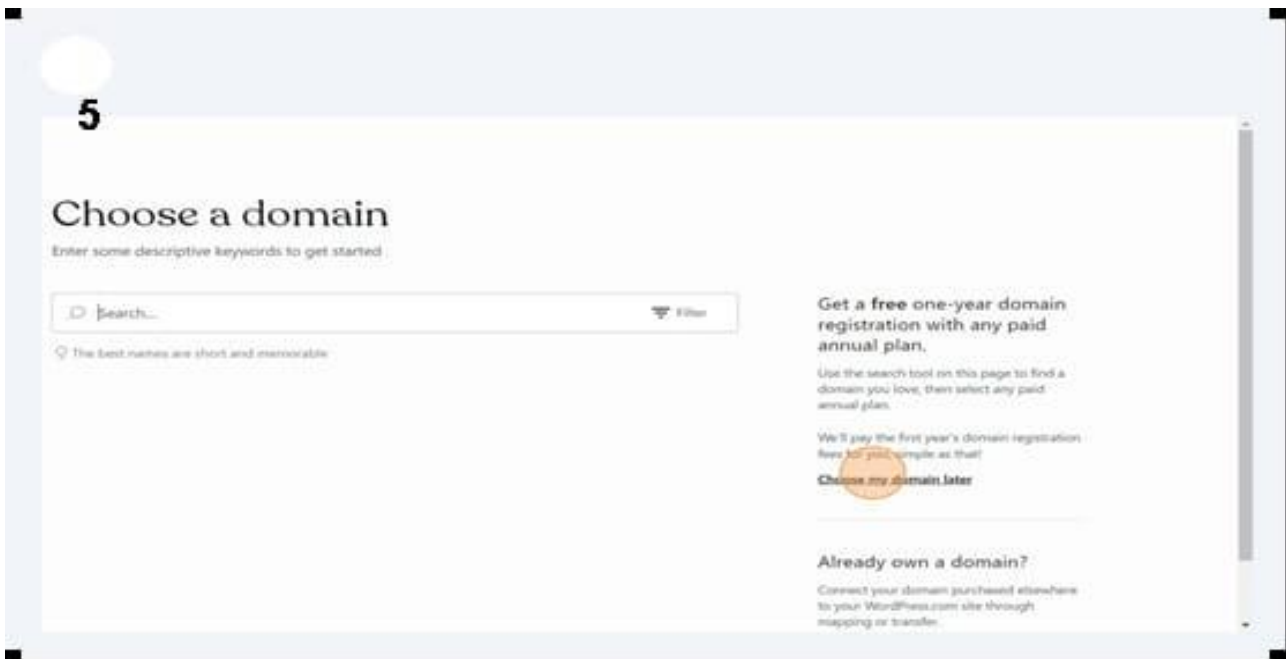 5
Choose a domain
Enter some descriptive keywords to get started
Search...
Filter
The best names are short and memorable
Get a free one-year domain
registration with any paid
annual plan.
Use the search tool on this page to find a
domain you love, then select any paid
annual plan.
We'll pay the first year's domain registration
fees for you, simple as that!
Choose my domain later
Already own a domain?
Connect your domain purchased elsewhere
to your WordPress.com site through
mapping or transfer.